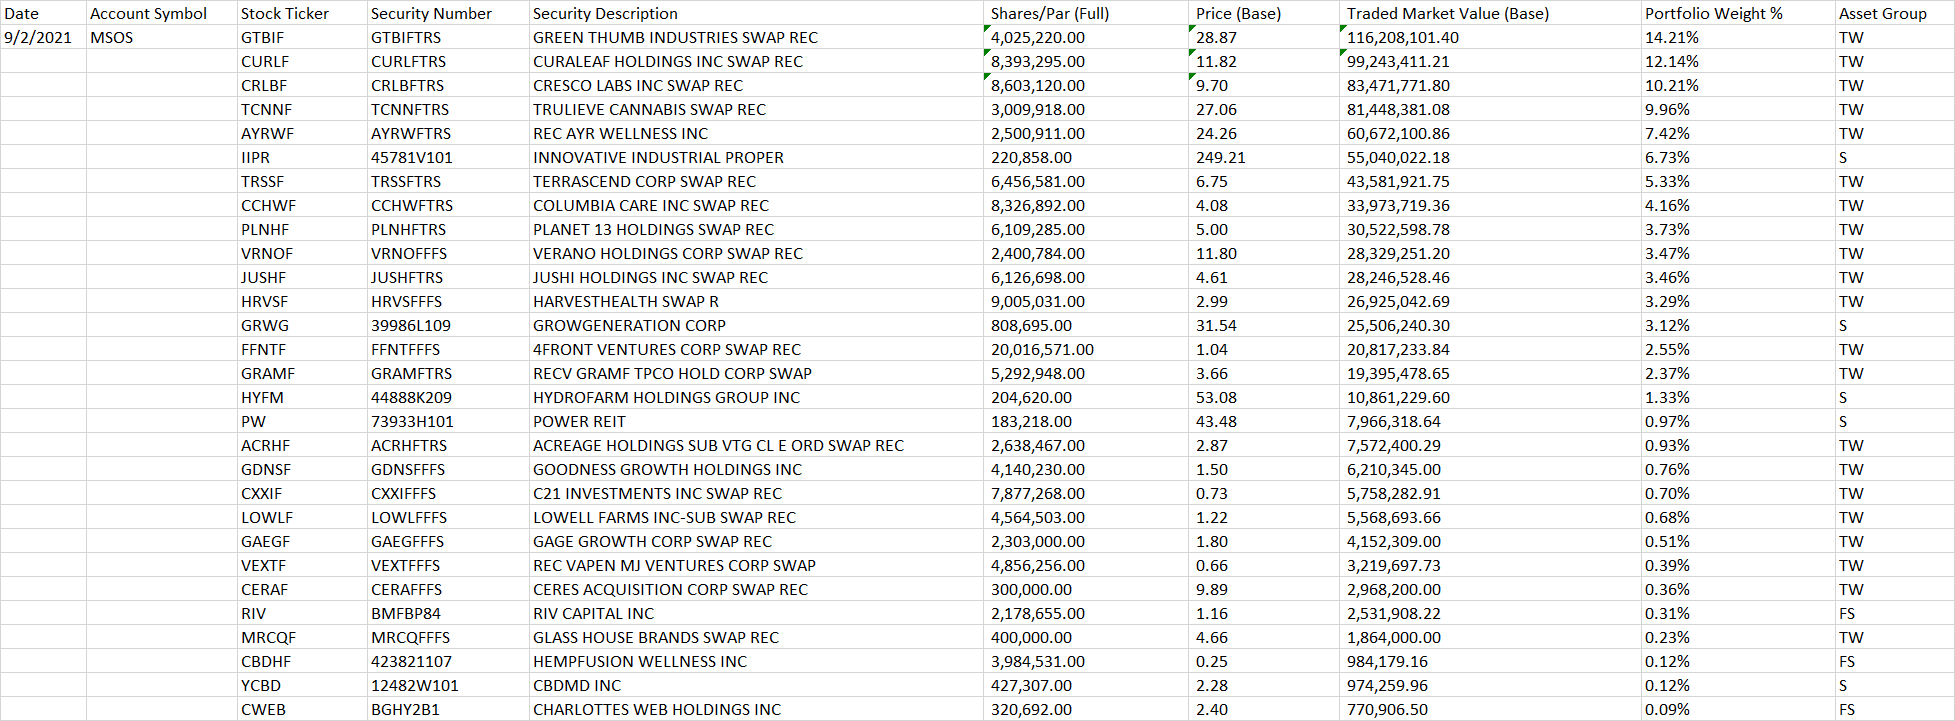 Date Account Symbol Stock Ticker Security Number Security Description Shares/Par (Full) Price (Base) Traded Market Value (Base) Portfolio Weight % Asset Group
9/2/2021 MSOS GTBIF GTBIFTRS GREEN THUMB INDUSTRIES SWAP REC 4,025,220.00 28.87 116,208,101.40 14.21% TW
CURLF CURLFTRS CURALEAF HOLDINGS INC SWAP REC 8,393,295.00 11.82 99,243,411.21 12.14% TW
CRLBF CRLBFTRS CRESCO LABS INC SWAP REC 8,603,120.00 9.70 83,471,771.80 10.21% TW
TCNNF TCNNFTRS TRULIEVE CANNABIS SWAP REC 3,009,918.00 27.06 81,448,381.08 9.96% TW
AYRWF AYRWFTRS REC AYR WELLNESS INC 2,500,911.00 24.26 60,672,100.86 7.42% TW
IIPR 45781V101 INNOVATIVE INDUSTRIAL PROPER 220,858.00 249.21 55,040,022.18 6.73% S
TRSSF TRSSFTRS TERRASCEND CORP SWAP REC 6,456,581.00 6.75 43,581,921.75 5.33% TW
CCHWF CCHWFTRS COLUMBIA CARE INC SWAP REC 8,326,892.00 4.08 33,973,719.36 4.16% TW
PLNHF PLNHFTRS PLANET 13 HOLDINGS SWAP REC 6,109,285.00 5.00 30,522,598.78 3.73% TW
VRNOF VRNOFFFS VERANO HOLDINGS CORP SWAP REC 2,400,784.00 11.80 28,329,251.20 3.47% TW
JUSHF JUSHFTRS JUSHI HOLDINGS INC SWAP REC 6,126,698.00 4.61 28,246,528.46 3.46% TW
HRVSF HRVSFFFS HARVESTHEALTH SWAP R 9,005,031.00 2.99 26,925,042.69 3.29% TW
GRWG 39986L109 GROWGENERATION CORP 808,695.00 31.54 25,506,240.30 3.12% S
FFNTF FFNTFFFS 4FRONT VENTURES CORP SWAP REC 20,016,571.00 1.04 20,817,233.84 2.55% TW
GRAMF GRAMFTRS RECV GRAMF TPCO HOLD CORP SWAP 5,292,948.00 3.66 19,395,478.65 2.37% TW
HYFM 44888K209 HYDROFARM HOLDINGS GROUP INC 204,620.00 53.08 10,861,229.60 1.33% S
PW 73933H101 POWER REIT 183,218.00 43.48 7,966,318.64 0.97% S
ACRHF ACRHFTRS ACREAGE HOLDINGS SUB VTG CL E ORD SWAP REC 2,638,467.00 2.87 7,572,400.29 0.93% TW
GDNSF GDNSFFFS GOODNESS GROWTH HOLDINGS INC 4,140,230.00 1.50 6,210,345.00 0.76% TW
CXXIF CXXIFFFS C21 INVESTMENTS INC SWAP REC 7,877,268.00 0.73 5,758,282.91 0.70% TW
LOWLF LOWLFFFS LOWELL FARMS INC-SUB SWAP REC 4,564,503.00 1.22 5,568,693.66 0.68% TW
GAEGF GAEGFFFS GAGE GROWTH CORP SWAP REC 2,303,000.00 1.80 4,152,309.00 0.51% TW
VEXTF VEXTFFFS REC VAPEN MJ VENTURES CORP SWAP 4,856,256.00 0.66 3,219,697.73 0.39% TW
CERAF CERAFFFS CERES ACQUISITION CORP SWAP REC 300,000.00 9.89 2,968,200.00 0.36% TW
RIV BMFBP84 RIV CAPITAL INC 2,178,655.00 1.16 2,531,908.22 0.31% FS
MRCQF MRCQFFFS GLASS HOUSE BRANDS SWAP REC 400,000.00 4.66 1,864,000.00 0.23% TW
CBDHF 423821107 HEMPFUSION WELLNESS INC 3,984,531.00 0.25 984,179.16 0.12% FS
YCBD 12482W101 CBDMD INC 427,307.00 2.28 974,259.96 0.12% S
CWEB BGHY2B1 CHARLOTTES WEB HOLDINGS INC 320,692.00 2.40 770,906.50 0.09% FS